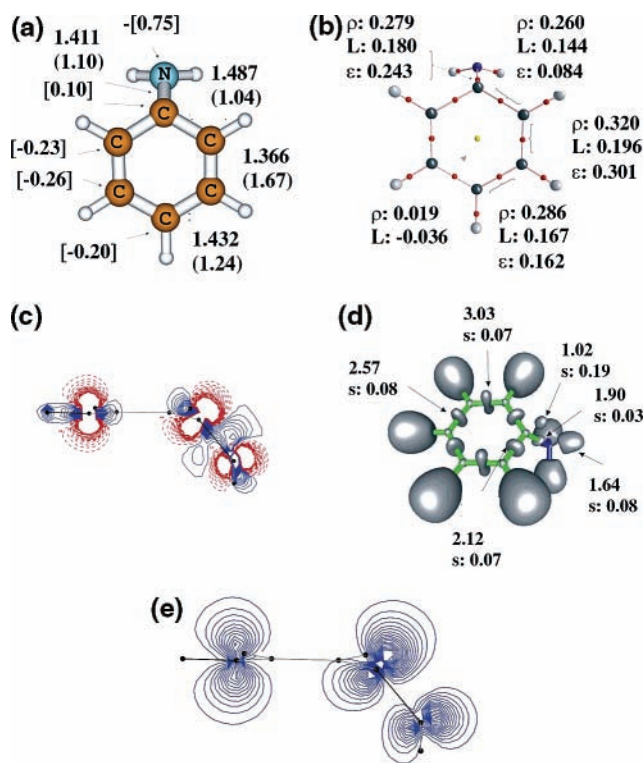 (a)
-[0.75]
1.411
(1.10)
[0.10]
N
1.487
(1.04)
C
[-0.23]
C
C
1.366
(1.67)
[-0.26]
C
C
C
[-0.20]
1.432
(1.24)
(b)
ρ: 0.279
L: 0.180
ε: 0.243
ρ: 0.260
L: 0.144
ε: 0.084
ρ: 0.320
L: 0.196
ε: 0.301
ρ: 0.019
L: -0.036
ρ: 0.286
L: 0.167
ε: 0.162
(c)
(d)
3.03
s: 0.07
2.57
s: 0.08
1.02
s: 0.19
1.90
s: 0.03
1.64
s: 0.08
2.12
s: 0.07
(e)